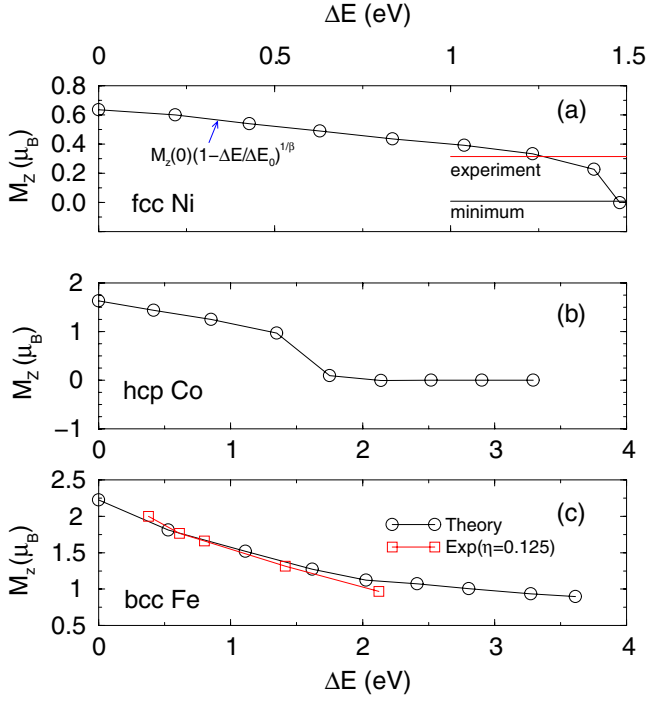 ΔE (eV)
0 0.5 1 1.5
0.8
0.6
0.4
0.2
0.0
M_Z (μ_B)
(a)
M_z(0)(1−ΔE/ΔE_0)^{1/β}
experiment
minimum
fcc Ni
2
1
0
−1
M_Z (μ_B)
(b)
hcp Co
0 1 2 3 4
2.5
2
1.5
1
0.5
M_z (μ_B)
(c)
Theory
Exp(η=0.125)
bcc Fe
0 1 2 3 4
ΔE (eV)